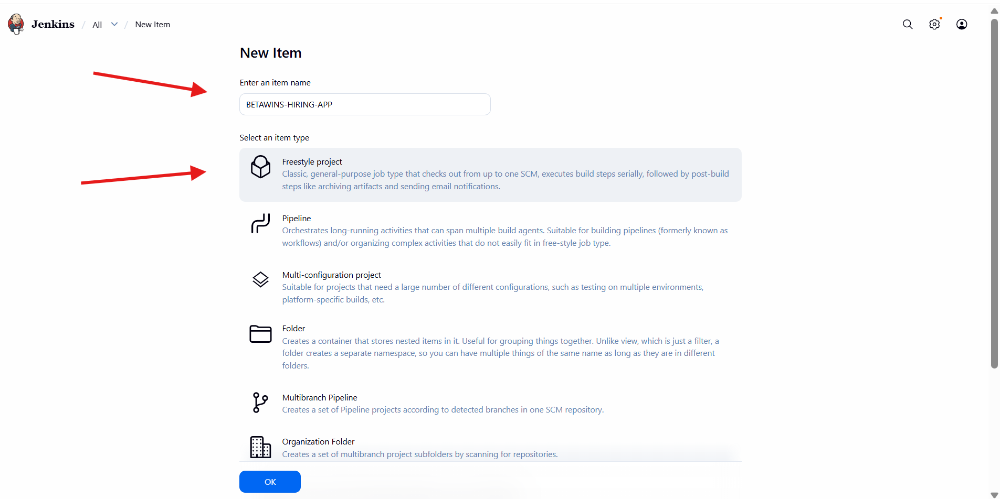 Jenkins / All / New Item
New Item
Enter an item name
BETAWINS-HIRING-APP
Select an item type
Freestyle project
Classic, general-purpose job type that checks out from up to one SCM, executes build steps serially, followed by post-build
steps like archiving artifacts and sending email notifications.
Pipeline
Orchestrates long-running activities that can span multiple build agents. Suitable for building pipelines (formerly known as
workflows) and/or organizing complex activities that do not easily fit in free-style job type.
Multi-configuration project
Suitable for projects that need a large number of different configurations, such as testing on multiple environments,
platform-specific builds, etc.
Folder
Creates a container that stores nested items in it. Useful for grouping things together. Unlike view, which is just a filter, a
folder creates a separate namespace, so you can have multiple things of the same name as long as they are in different
folders.
Multibranch Pipeline
Creates a set of Pipeline projects according to detected branches in one SCM repository.
Organization Folder
Creates a set of multibranch project subfolders by scanning for repositories.
OK